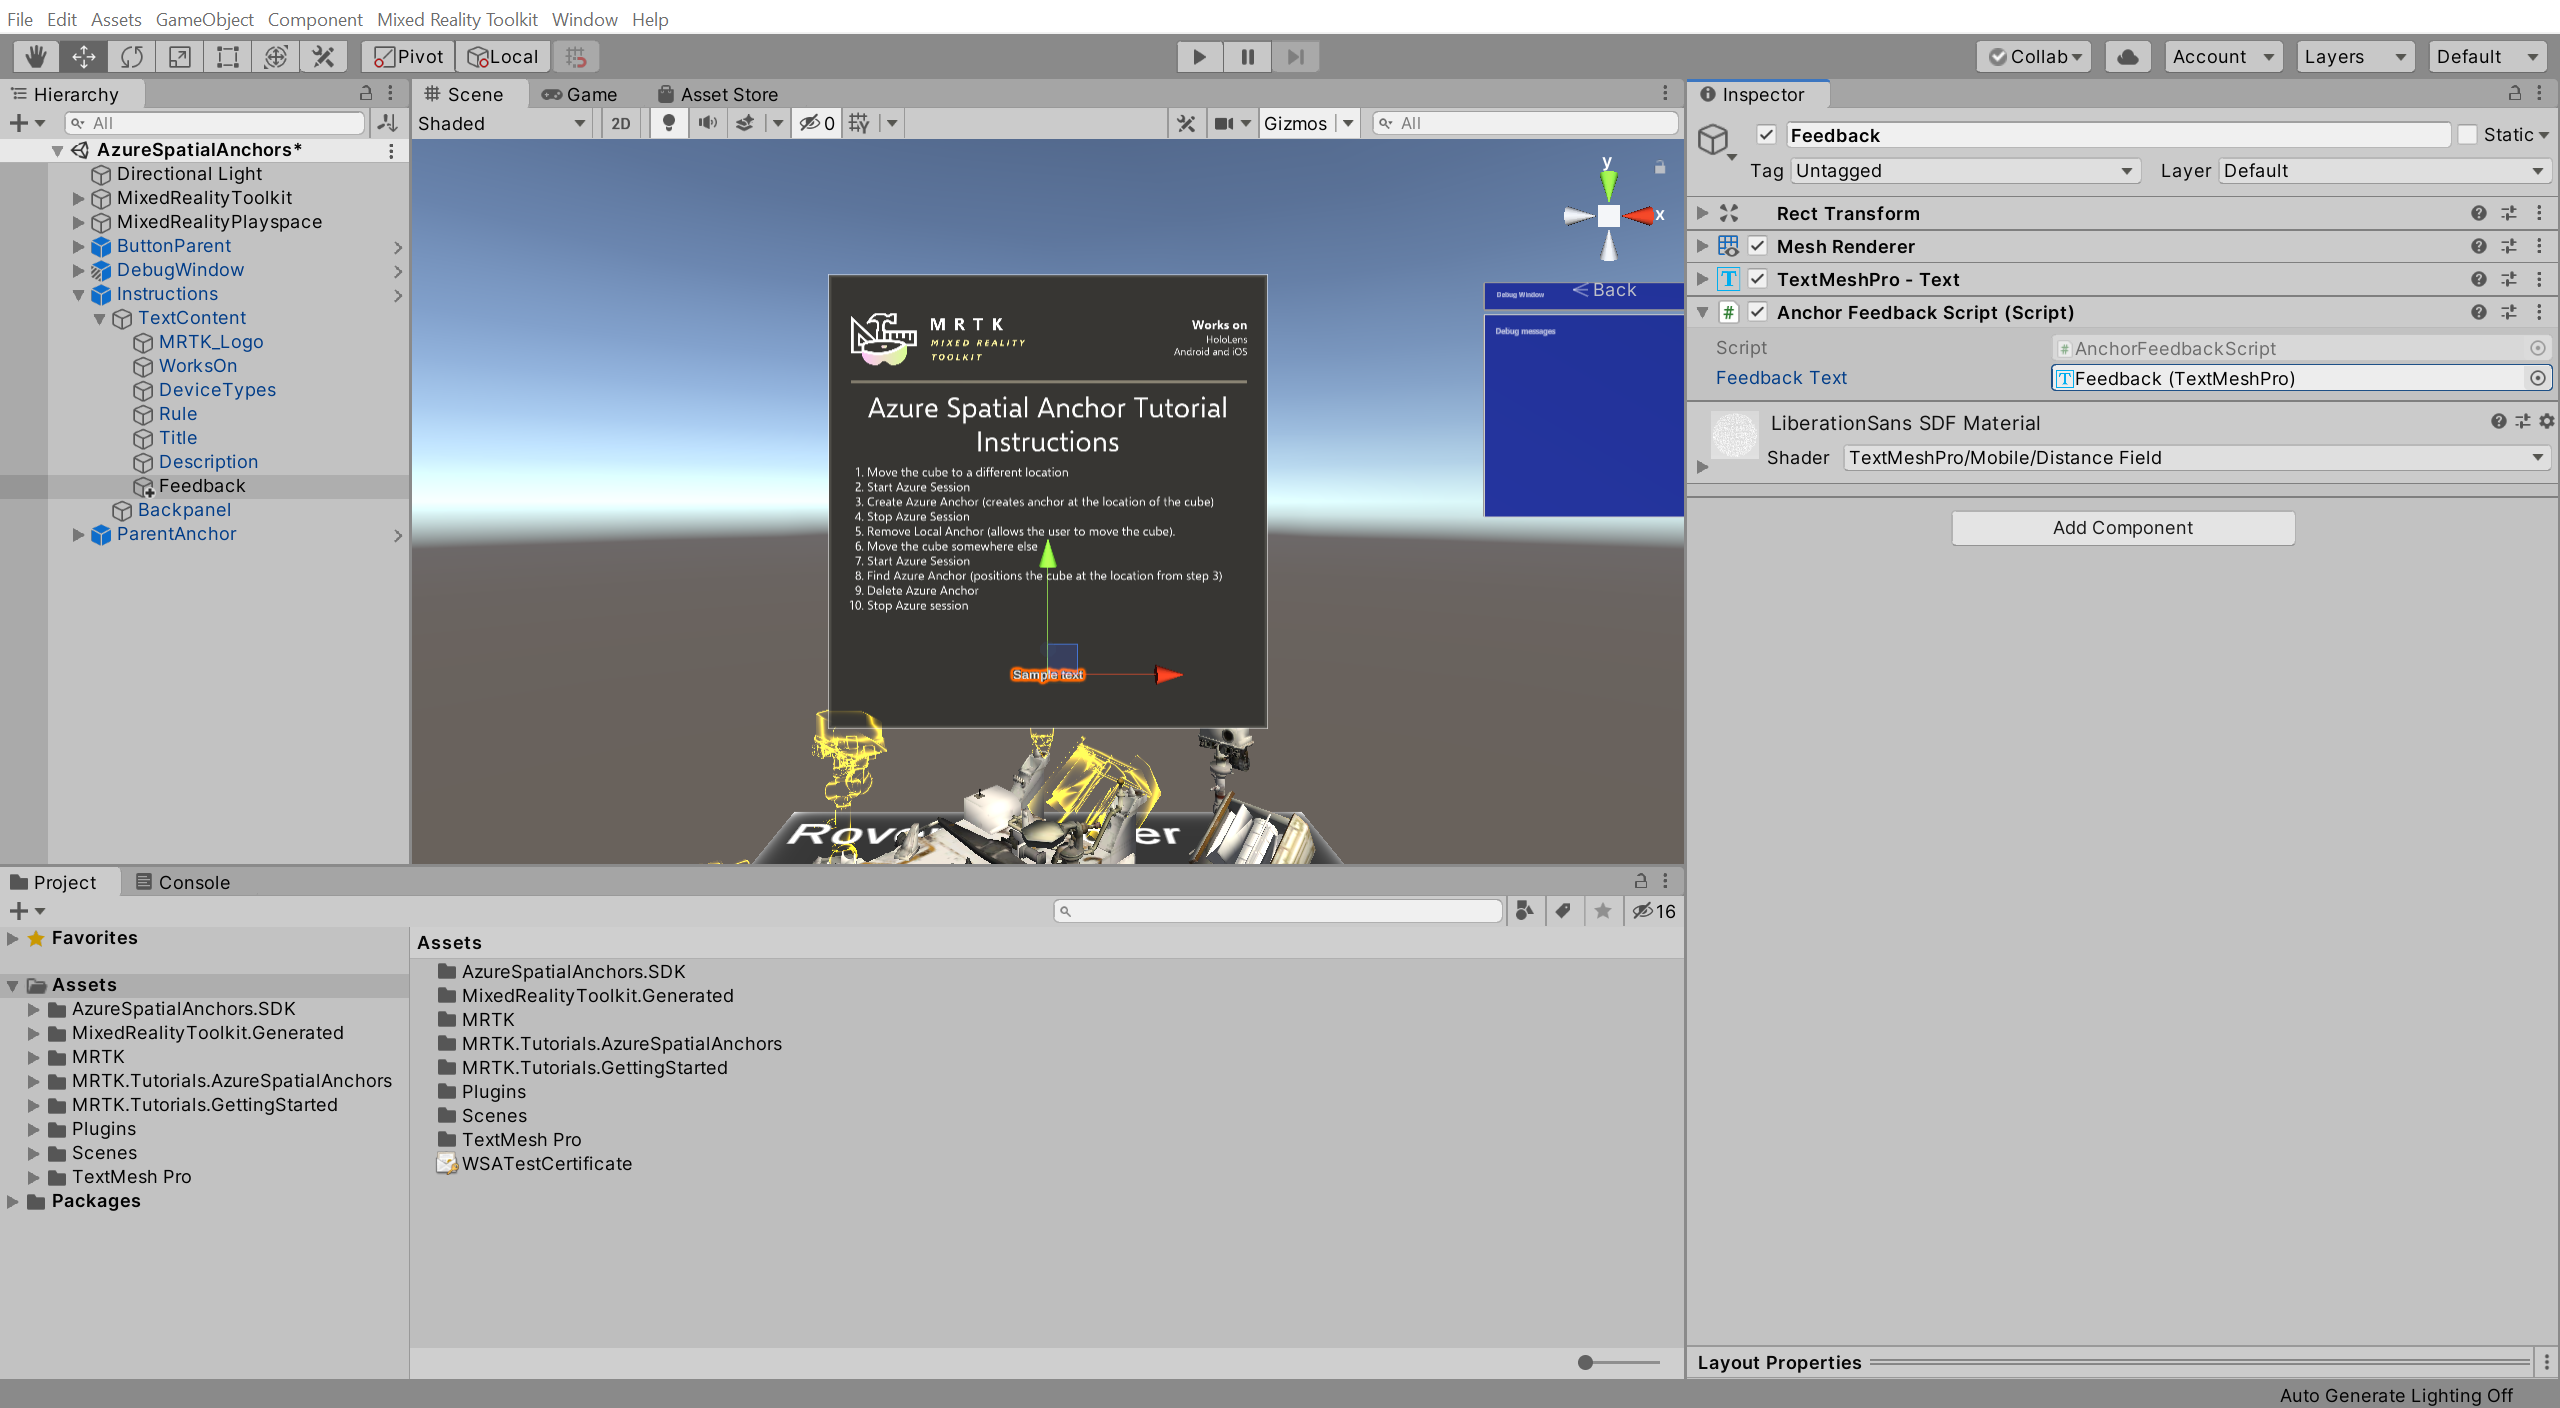 File Edit Assets GameObject Component Mixed Reality Toolkit Window Help
Pivot Local
Collab Account Layers Default
Hierarchy
All
AzureSpatialAnchors*
Directional Light
MixedRealityToolkit
MixedRealityPlayspace
ButtonParent
DebugWindow
Instructions
TextContent
MRTK_Logo
WorksOn
DeviceTypes
Rule
Title
Description
Feedback
Backpanel
ParentAnchor
Scene Game Asset Store
Shaded 2D 0 Gizmos All
y
x
< Back
Debug Window
Debug messages
MRTK
MIXED REALITY
TOOLKIT
Works on
HoloLens
Android and iOS
Azure Spatial Anchor Tutorial
Instructions
1. Move the cube to a different location
2. Start Azure Session
3. Create Azure Anchor (creates anchor at the location of the cube)
4. Stop Azure Session
5. Remove Local Anchor (allows the user to move the cube).
6. Move the cube somewhere else
7. Start Azure Session
8. Find Azure Anchor (positions the cube at the location from step 3)
9. Delete Azure Anchor
10. Stop Azure session
Sample text
Rov er
Inspector
Feedback Static
Tag Untagged Layer Default
Rect Transform
Mesh Renderer
TextMeshPro - Text
Anchor Feedback Script (Script)
Script AnchorFeedbackScript
Feedback Text Feedback (TextMeshPro)
LiberationSans SDF Material
Shader TextMeshPro/Mobile/Distance Field
Add Component
Layout Properties
Project Console
16
Favorites
Assets
AzureSpatialAnchors.SDK
MixedRealityToolkit.Generated
MRTK
MRTK.Tutorials.AzureSpatialAnchors
MRTK.Tutorials.GettingStarted
Plugins
Scenes
TextMesh Pro
Packages
Assets
AzureSpatialAnchors.SDK
MixedRealityToolkit.Generated
MRTK
MRTK.Tutorials.AzureSpatialAnchors
MRTK.Tutorials.GettingStarted
Plugins
Scenes
TextMesh Pro
WSATestCertificate
Auto Generate Lighting Off